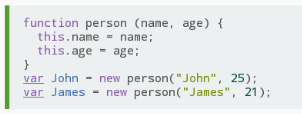 function person (name, age) {
  this.name = name;
  this.age = age;
}
var John = new person("John", 25);
var James = new person("James", 21);